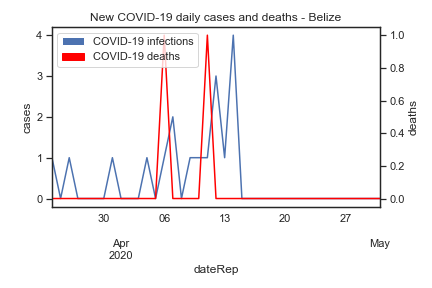 New COVID-19 daily cases and deaths - Belize
COVID-19 infections
COVID-19 deaths
4
3
2
1
0
cases
1.0
0.8
0.6
0.4
0.2
0.0
deaths
30 06 13 20 27
Apr May
2020
dateRep